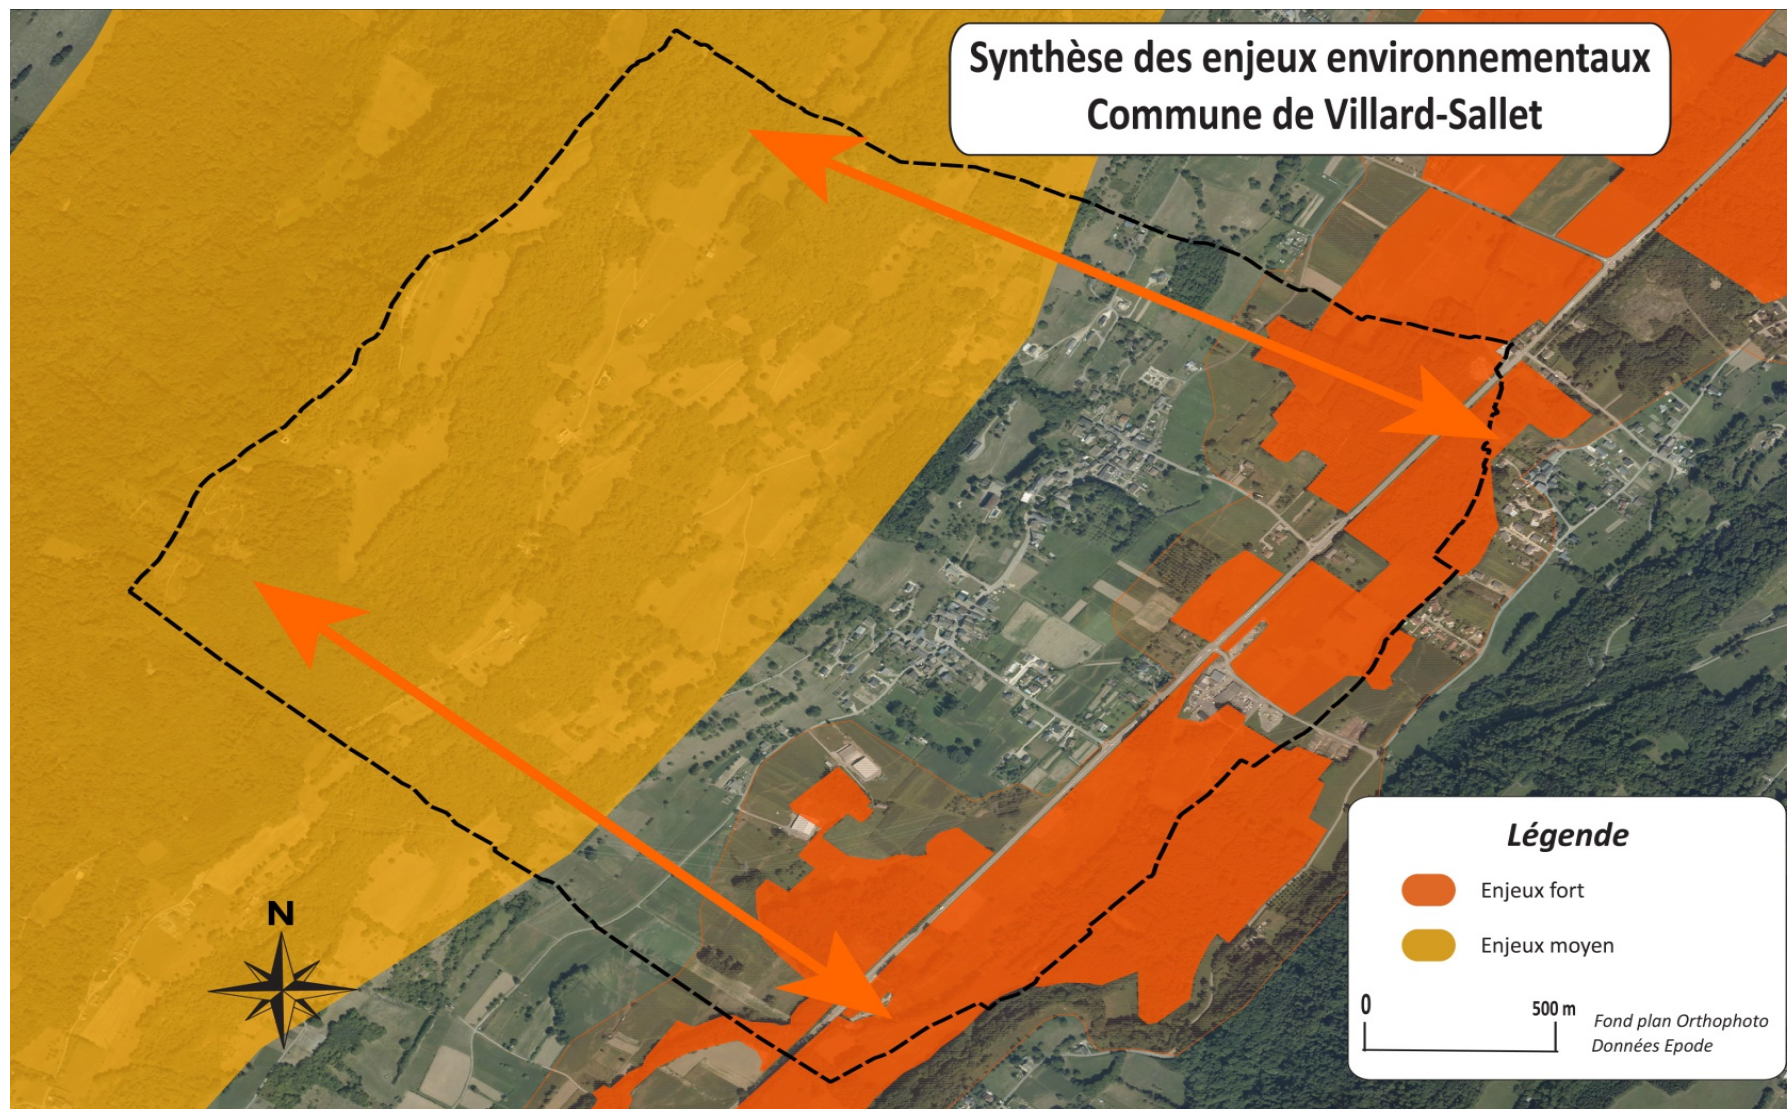 Synthèse des enjeux environnementaux
Commune de Villard-Sallet
N
Légende
Enjeux fort
Enjeux moyen
0 500 m
Fond plan Orthophoto
Données Epode